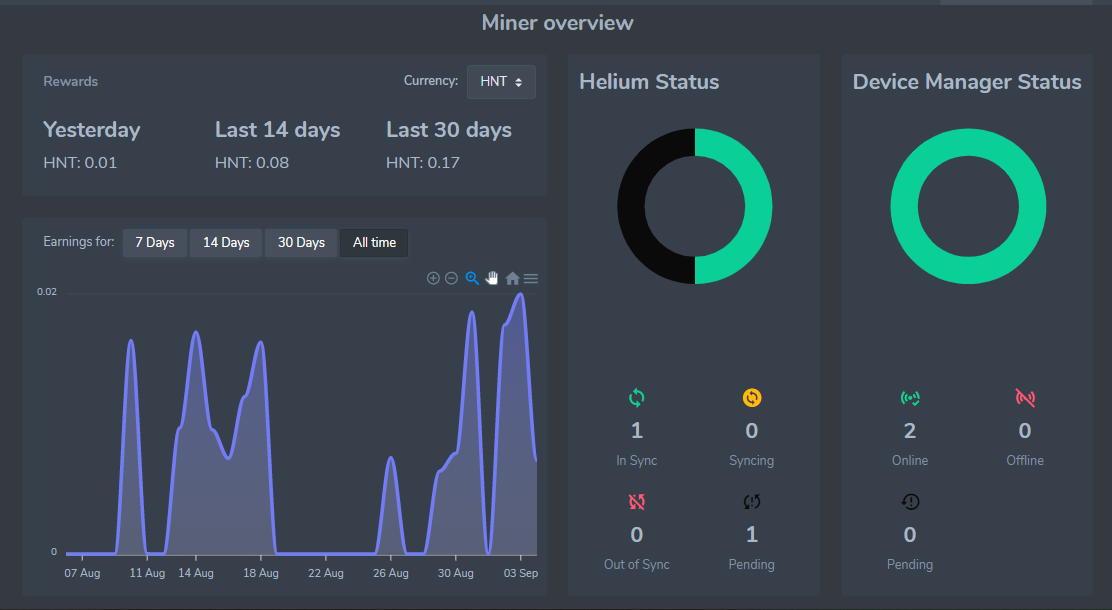 Miner overview
Rewards
Currency: HNT
Yesterday Last 14 days Last 30 days
HNT: 0.01 HNT: 0.08 HNT: 0.17
Earnings for: 7 Days 14 Days 30 Days All time
0.02
0
07 Aug 11 Aug 14 Aug 18 Aug 22 Aug 26 Aug 30 Aug 03 Sep
Helium Status
1 0
In Sync Syncing
0 1
Out of Sync Pending
Device Manager Status
2 0
Online Offline
0
Pending